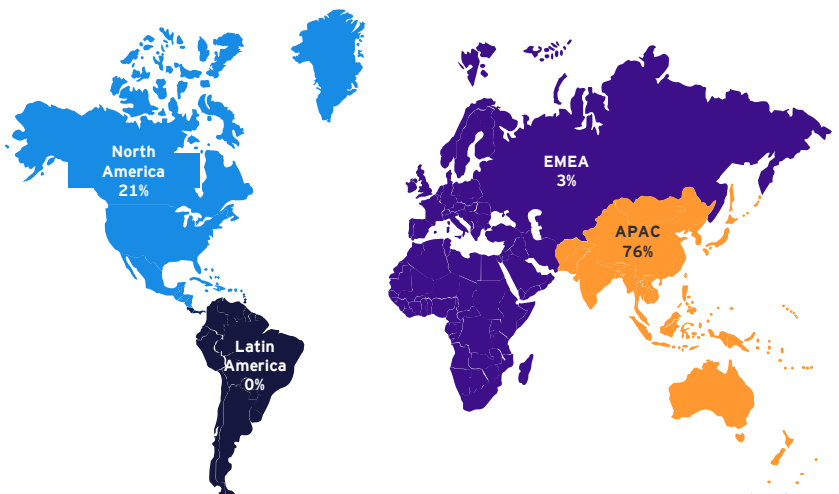 North
America
21%
EMEA
3%
APAC
76%
Latin
America
0%